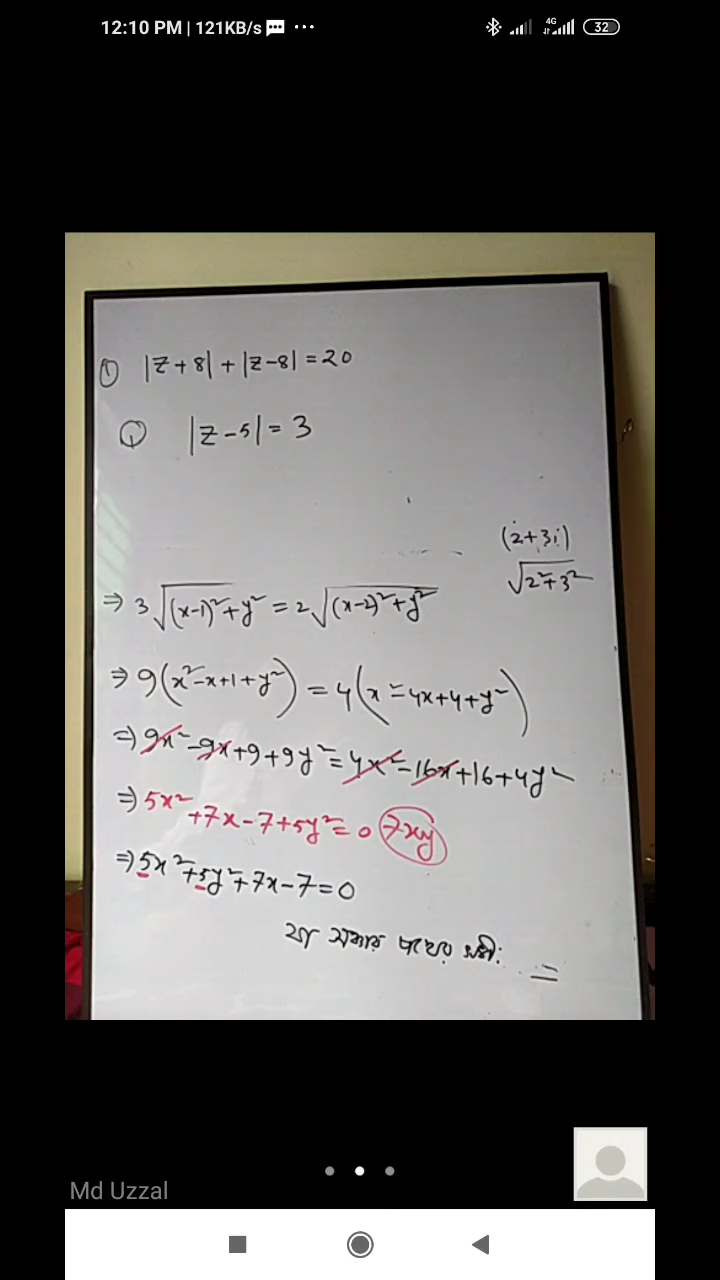 12:10 PM | 121KB/s ...
4G 32
① |z+8|+|z-8|=20
|z-5|= 3
(2+3i)
√2²+3²
⇒ 3√(x-1)²+y² = 2√(x-2)²+y²
⇒ 9(x²-x+1+y²) = 4(x²-4x+4+y²)
⇒ 9x²-9x+9+9y²=4x²-16x+16+4y²
⇒ 5x²+7x-7+5y²=0 7xy
⇒ 5x²+5y²+7x-7=0
যা
=
Md Uzzal